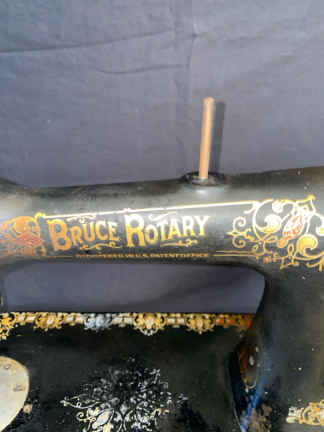 BRUCE ROTARY
REGISTERED IN U.S. PATENT OFFICE